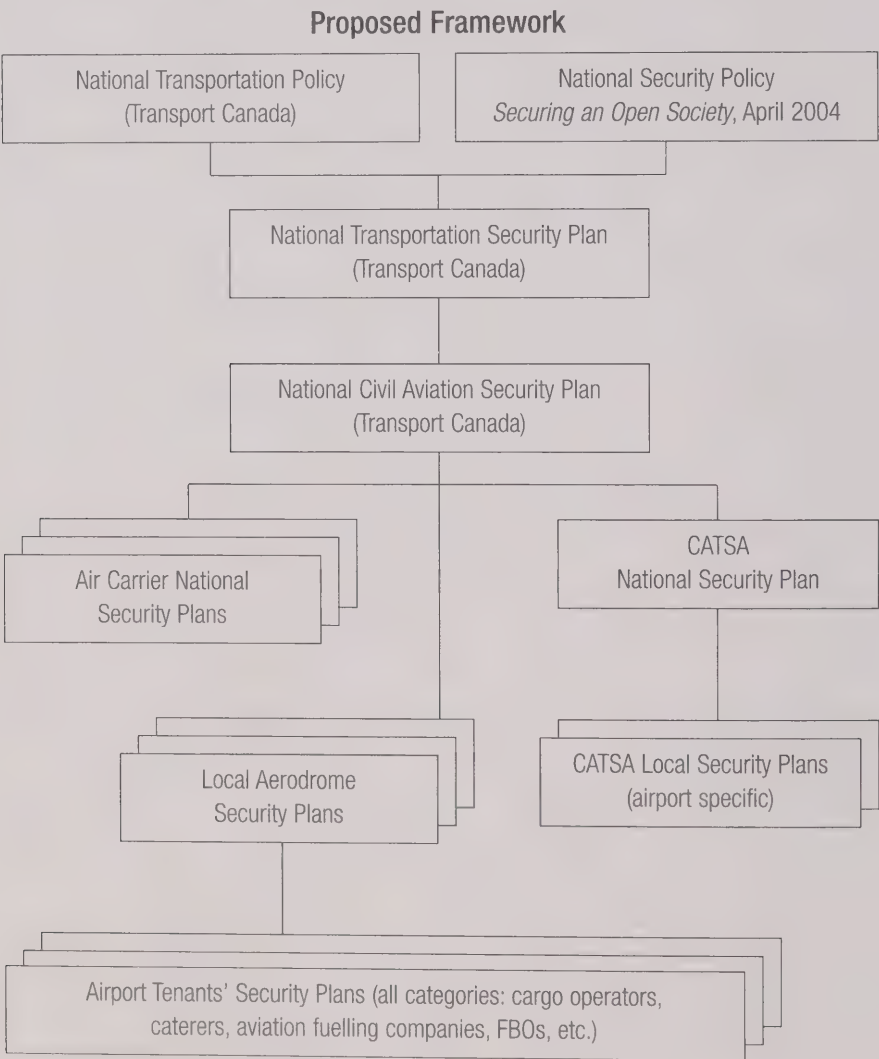 Proposed Framework
National Transportation Policy
(Transport Canada)
National Security Policy
Securing an Open Society, April 2004
National Transportation Security Plan
(Transport Canada)
National Civil Aviation Security Plan
(Transport Canada)
Air Carrier National
Security Plans
CATSA
National Security Plan
Local Aerodrome
Security Plans
CATSA Local Security Plans
(airport specific)
Airport Tenants' Security Plans (all categories: cargo operators,
caterers, aviation fuelling companies, FBOs, etc.)